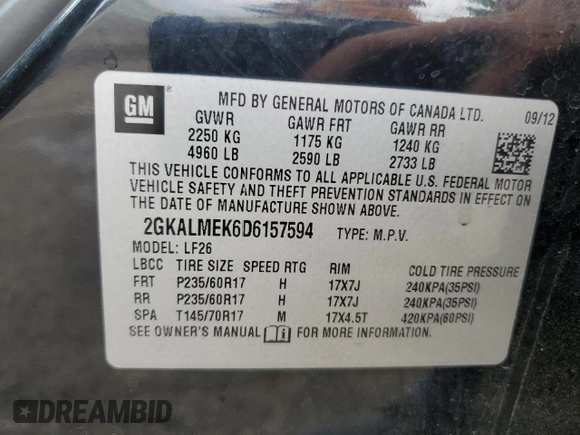 GM ®
MFD BY GENERAL MOTORS OF CANADA LTD. 09/12
GVWR GAWR FRT GAWR RR
2250 KG 1175 KG 1240 KG
4960 LB 2590 LB 2733 LB
THIS VEHICLE CONFORMS TO ALL APPLICABLE U.S. FEDERAL MOTOR
VEHICLE SAFETY AND THEFT PREVENTION STANDARDS IN EFFECT ON
THE DATE OF MANUFACTURE SHOWN ABOVE.
2GKALMEK6D6157594 TYPE: M.P.V.
MODEL: LF26
LBCC TIRE SIZE SPEED RTG RIM COLD TIRE PRESSURE
FRT P235/60R17 H 17X7J 240KPA(35PSI)
RR P235/60R17 H 17X7J 240KPA(35PSI)
SPA T145/70R17 M 17X4.5T 420KPA(60PSI)
SEE OWNER'S MANUAL FOR MORE INFORMATION.
DREAMBID